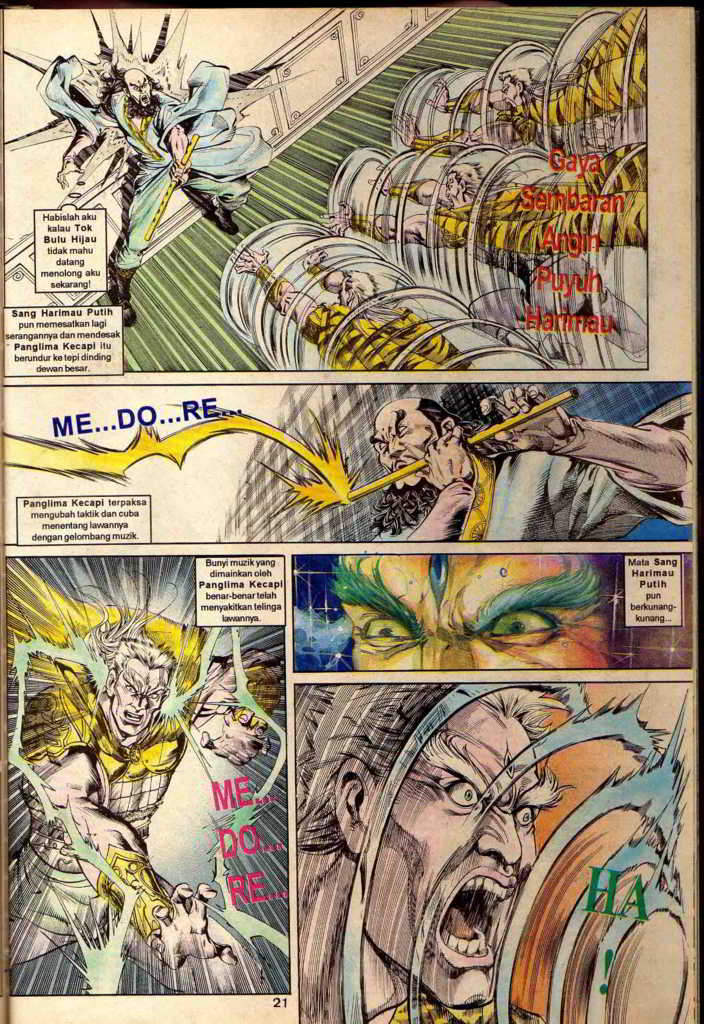 Gaya
Sembaran
Angin
Puyuh
Harimau
Habislah aku
kalau Tok
Bulu Hijau
tidak mahu
datang
menolong aku
sekarang!
Sang Harimau Putih
pun memesatkan lagi
serangannya dan mendesak
Panglima Kecapi itu
berundur ke tepi dinding
dewan besar.
ME...DO...RE...
Panglima Kecapi terpaksa
mengubah taktik dan cuba
menentang lawannya
dengan gelombang muzik.
Bunyi muzik yang
dimainkan oleh
Panglima Kecapi
benar-benar telah
menyakitkan telinga
lawannya.
ME...
DO...
RE...
Mata Sang
Harimau
Putih
pun
berkunang-
kunang...
HA
!
21